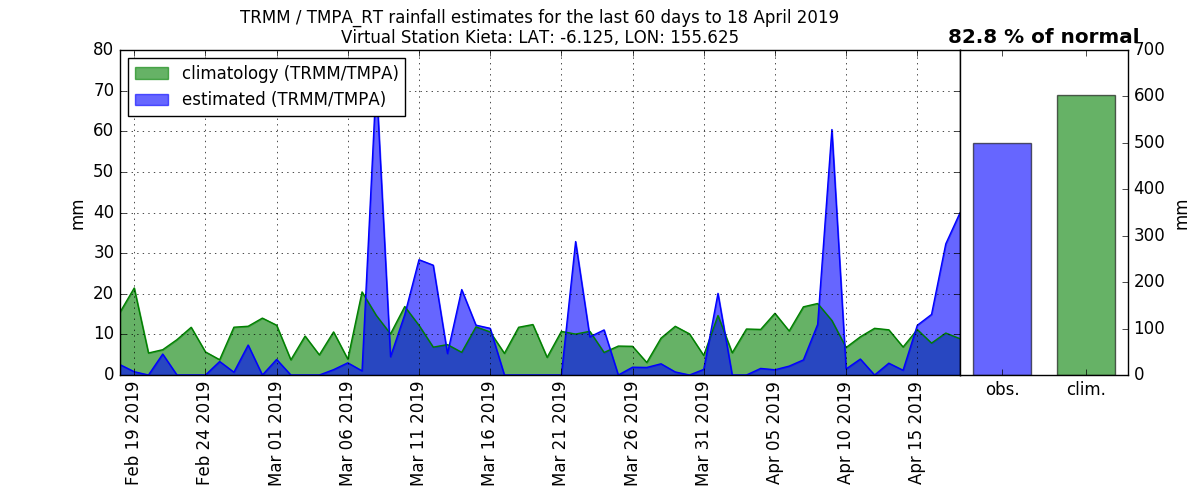 TRMM / TMPA_RT rainfall estimates for the last 60 days to 18 April 2019
Virtual Station Kieta: LAT: -6.125, LON: 155.625
82.8 % of normal
climatology (TRMM/TMPA)
estimated (TRMM/TMPA)
80
70
60
50
40
30
20
10
0
mm
Feb 19 2019
Feb 24 2019
Mar 01 2019
Mar 06 2019
Mar 11 2019
Mar 16 2019
Mar 21 2019
Mar 26 2019
Mar 31 2019
Apr 05 2019
Apr 10 2019
Apr 15 2019
obs.
clim.
700
600
500
400
300
200
100
0
mm